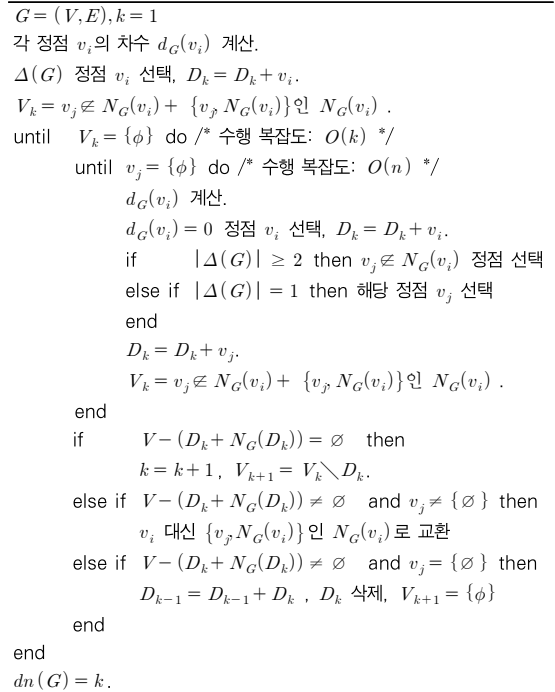 G = (V, E), k = 1
각 정점 v_i의 차수 d_G(v_i) 계산.
Δ(G) 정점 v_i 선택, D_k = D_k + v_i.
V_k = v_j ∉ N_G(v_i) + {v_j, N_G(v_i)}인 N_G(v_i) .
until V_k = {ϕ} do /* 수행 복잡도: O(k) */
until v_j = {ϕ} do /* 수행 복잡도: O(n) */
d_G(v_i) 계산.
d_G(v_i) = 0 정점 v_i 선택, D_k = D_k + v_i.
if |Δ(G)| ≥ 2 then v_j ∉ N_G(v_i) 정점 선택
else if |Δ(G)| = 1 then 해당 정점 v_j 선택
end
D_k = D_k + v_j.
V_k = v_j ∉ N_G(v_i) + {v_j, N_G(v_i)}인 N_G(v_i) .
end
if V − (D_k + N_G(D_k)) = ∅ then
k = k + 1 , V_{k+1} = V_k ∖ D_k.
else if V − (D_k + N_G(D_k)) ≠ ∅ and v_j ≠ {∅} then
v_i 대신 {v_j, N_G(v_i)}인 N_G(v_i)로 교환
else if V − (D_k + N_G(D_k)) ≠ ∅ and v_j = {∅} then
D_{k−1} = D_{k−1} + D_k , D_k 삭제, V_{k+1} = {ϕ}
end
end
dn(G) = k .